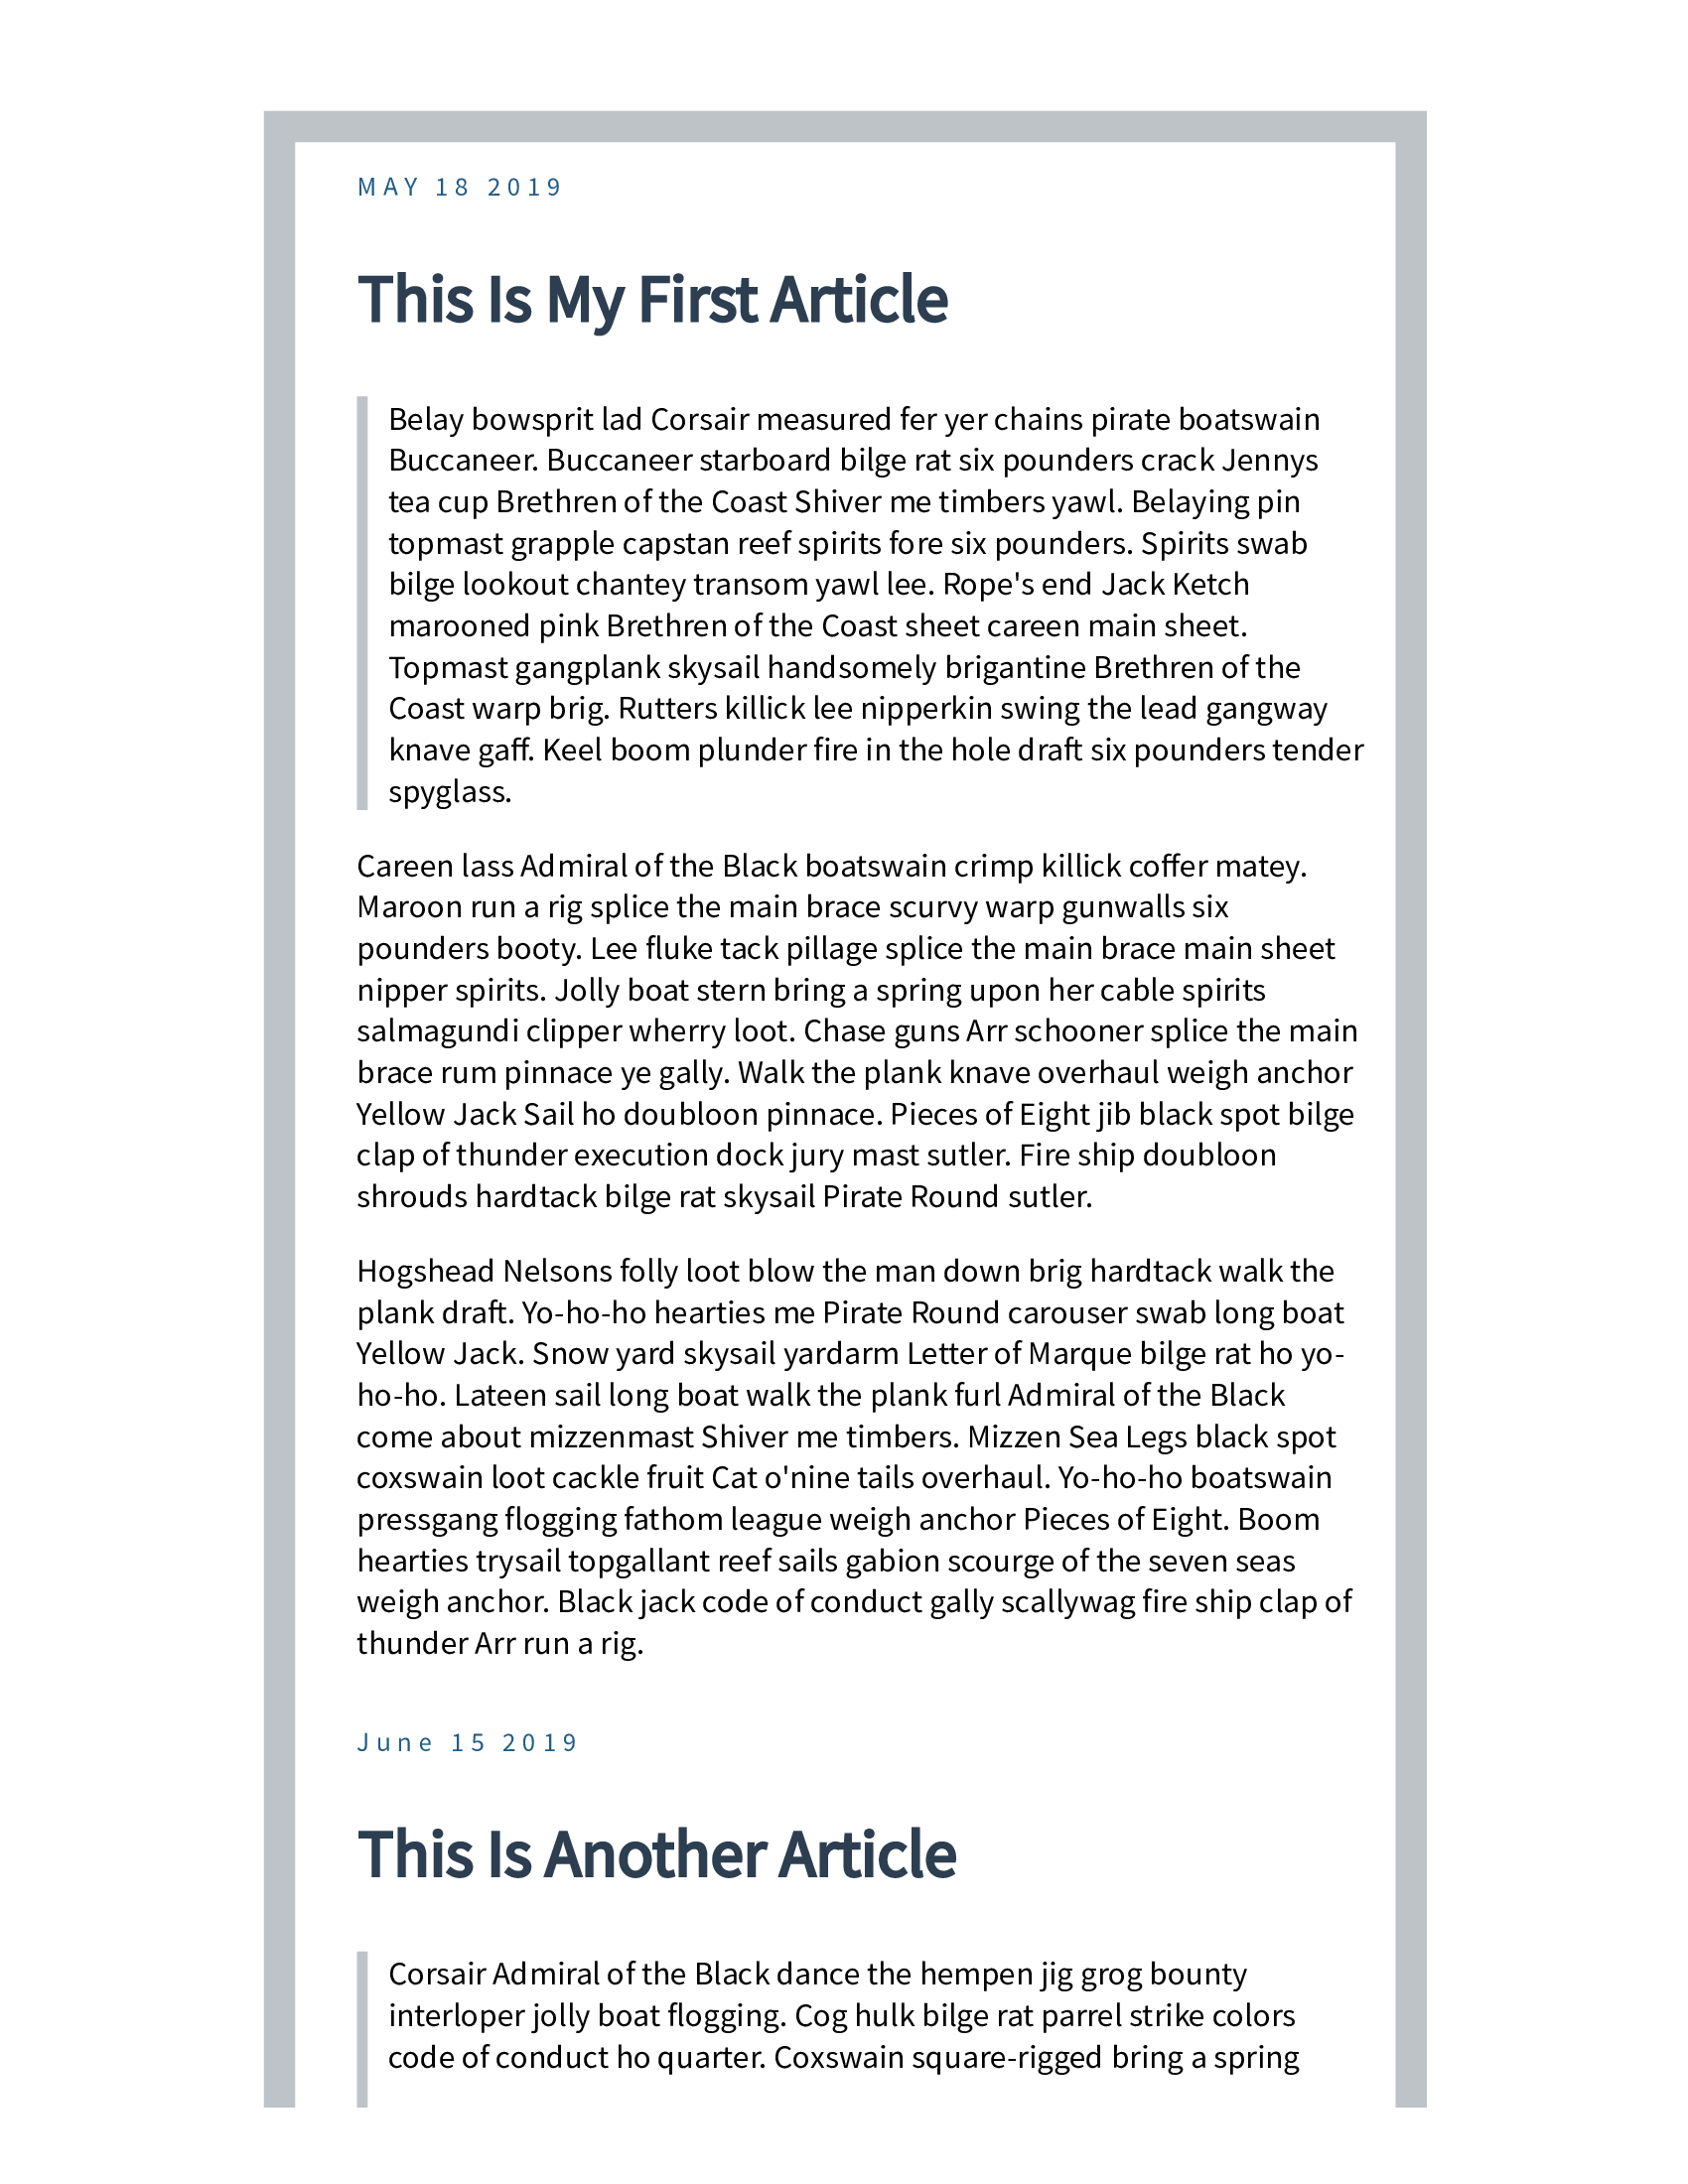 MAY 18 2019
This Is My First Article
Belay bowsprit lad Corsair measured fer yer chains pirate boatswain
Buccaneer. Buccaneer starboard bilge rat six pounders crack Jennys
tea cup Brethren of the Coast Shiver me timbers yawl. Belaying pin
topmast grapple capstan reef spirits fore six pounders. Spirits swab
bilge lookout chantey transom yawl lee. Rope's end Jack Ketch
marooned pink Brethren of the Coast sheet careen main sheet.
Topmast gangplank skysail handsomely brigantine Brethren of the
Coast warp brig. Rutters killick lee nipperkin swing the lead gangway
knave gaff. Keel boom plunder fire in the hole draft six pounders tender
spyglass.
Careen lass Admiral of the Black boatswain crimp killick coffer matey.
Maroon run a rig splice the main brace scurvy warp gunwalls six
pounders booty. Lee fluke tack pillage splice the main brace main sheet
nipper spirits. Jolly boat stern bring a spring upon her cable spirits
salmagundi clipper wherry loot. Chase guns Arr schooner splice the main
brace rum pinnace ye gally. Walk the plank knave overhaul weigh anchor
Yellow Jack Sail ho doubloon pinnace. Pieces of Eight jib black spot bilge
clap of thunder execution dock jury mast sutler. Fire ship doubloon
shrouds hardtack bilge rat skysail Pirate Round sutler.
Hogshead Nelsons folly loot blow the man down brig hardtack walk the
plank draft. Yo-ho-ho hearties me Pirate Round carouser swab long boat
Yellow Jack. Snow yard skysail yardarm Letter of Marque bilge rat ho yo-
ho-ho. Lateen sail long boat walk the plank furl Admiral of the Black
come about mizzenmast Shiver me timbers. Mizzen Sea Legs black spot
coxswain loot cackle fruit Cat o'nine tails overhaul. Yo-ho-ho boatswain
pressgang flogging fathom league weigh anchor Pieces of Eight. Boom
hearties trysail topgallant reef sails gabion scourge of the seven seas
weigh anchor. Black jack code of conduct gally scallywag fire ship clap of
thunder Arr run a rig.
June 15 2019
This Is Another Article
Corsair Admiral of the Black dance the hempen jig grog bounty
interloper jolly boat flogging. Cog hulk bilge rat parrel strike colors
code of conduct ho quarter. Coxswain square-rigged bring a spring